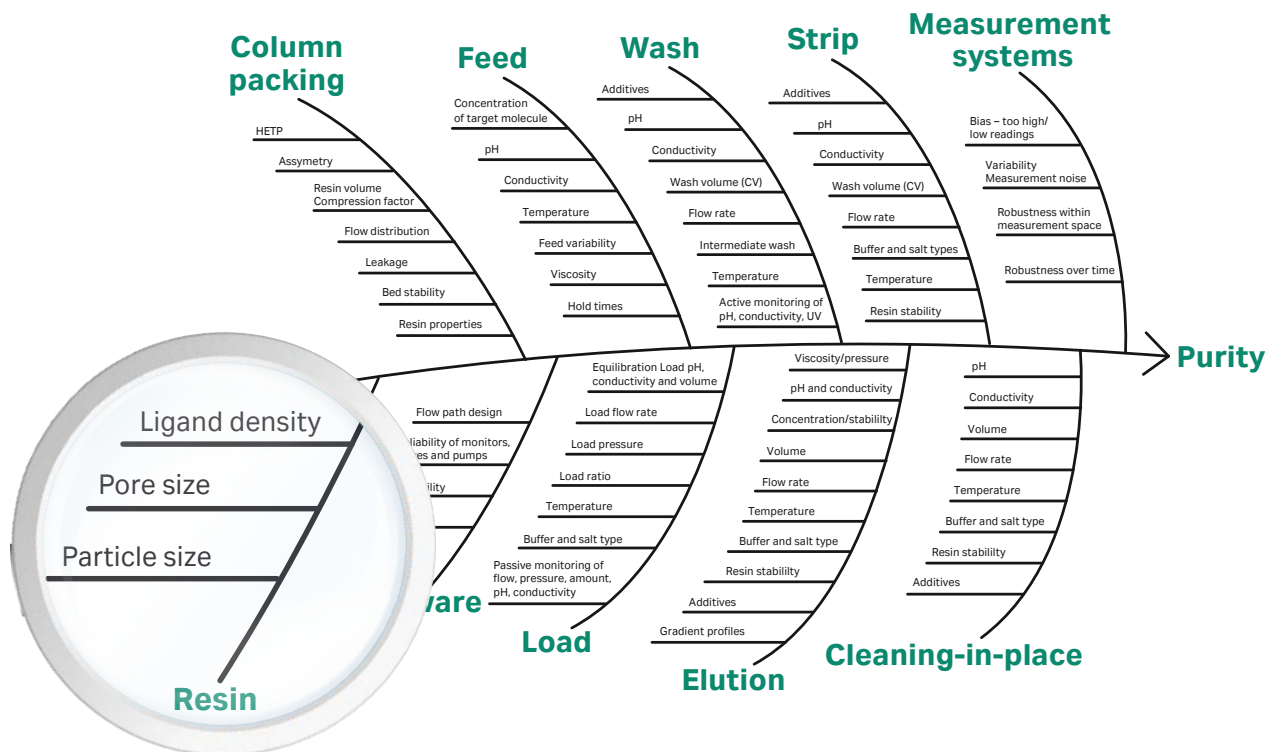 Column
packing
HETP
Assymetry
Resin volume
Compression factor
Flow distribution
Leakage
Bed stability
Resin properties
Feed
Concentration
of target molecule
pH
Conductivity
Temperature
Feed variability
Viscosity
Hold times
Wash
Additives
pH
Conductivity
Wash volume (CV)
Flow rate
Intermediate wash
Temperature
Active monitoring of
pH, conductivity, UV
Strip
Additives
pH
Conductivity
Wash volume (CV)
Flow rate
Buffer and salt types
Temperature
Resin stability
Measurement
systems
Bias – too high/
low readings
Variability
Measurement noise
Robustness within
measurement space
Robustness over time
Purity
Ligand density
Pore size
Particle size
Resin
Flow path design
of monitors,
and pumps
Equilibration Load pH,
conductivity and volume
Load flow rate
Load pressure
Load ratio
Temperature
Buffer and salt type
Passive monitoring of
flow, pressure, amount,
pH, conductivity
Load
Viscosity/pressure
pH and conductivity
Concentration/stabililty
Volume
Flow rate
Temperature
Buffer and salt type
Resin stabililty
Additives
Gradient profiles
Elution
pH
Conductivity
Volume
Flow rate
Temperature
Buffer and salt type
Resin stabililty
Additives
Cleaning-in-place